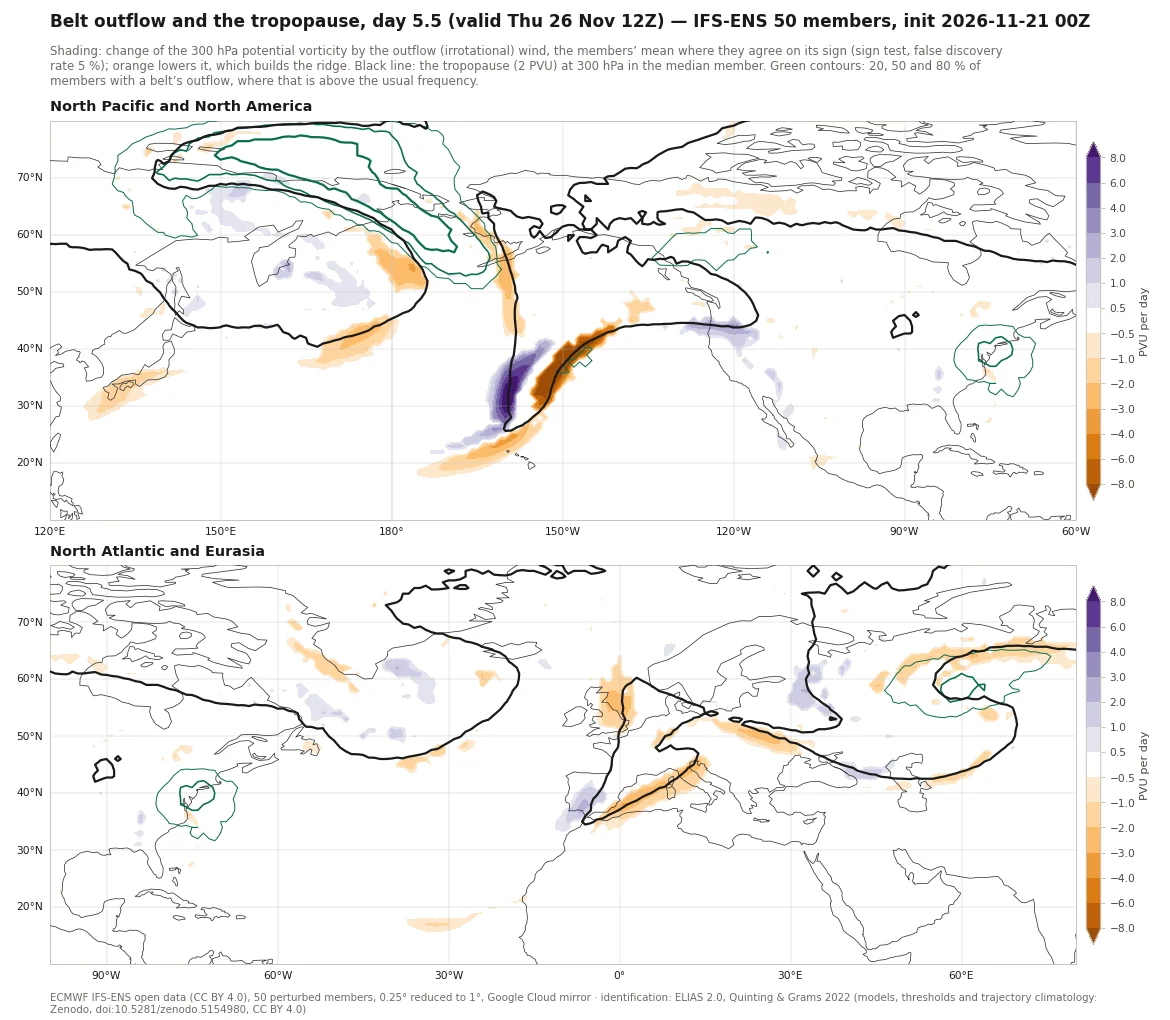 Belt outflow and the tropopause, day 5.5 (valid Thu 26 Nov 12Z) — IFS-ENS 50 members, init 2026-11-21 00Z
Shading: change of the 300 hPa potential vorticity by the outflow (irrotational) wind, the members’ mean where they agree on its sign (sign test, false discovery
rate 5 %); orange lowers it, which builds the ridge. Black line: the tropopause (2 PVU) at 300 hPa in the median member. Green contours: 20, 50 and 80 % of
members with a belt’s outflow, where that is above the usual frequency.
North Pacific and North America
70°N
60°N
50°N
40°N
30°N
20°N
120°E
150°E
180°
150°W
120°W
90°W
60°W
8.0
6.0
4.0
3.0
2.0
1.0
0.5
−0.5
−1.0
−2.0
−3.0
−4.0
−6.0
−8.0
PVU per day
North Atlantic and Eurasia
70°N
60°N
50°N
40°N
30°N
20°N
90°W
60°W
30°W
0°
30°E
60°E
8.0
6.0
4.0
3.0
2.0
1.0
0.5
−0.5
−1.0
−2.0
−3.0
−4.0
−6.0
−8.0
PVU per day
ECMWF IFS-ENS open data (CC BY 4.0), 50 perturbed members, 0.25° reduced to 1°, Google Cloud mirror · identification: ELIAS 2.0, Quinting & Grams 2022 (models, thresholds and trajectory climatology:
Zenodo, doi:10.5281/zenodo.5154980, CC BY 4.0)